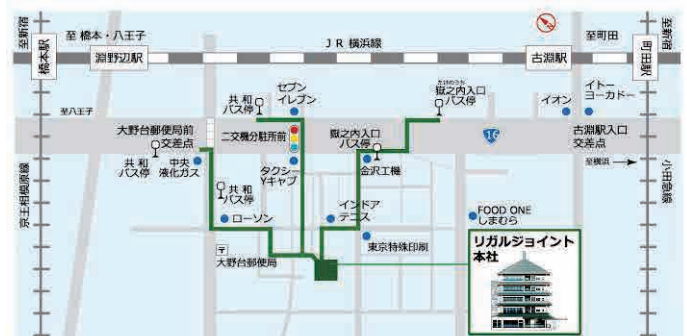 至新宿
至 橋本・八王子
JR 横浜線
至町田
至新宿
橋本駅
淵野辺駅
古淵駅
町田駅
セブン
イレブン
共 和
バス停
たけのうち
嶽之内入口
バス停
イオン
イトー
ヨーカドー
至八王子
大野台郵便局前
交差点
二交機分駐所前
嶽之内入口
バス停
16
古淵駅入口
交差点
共 和
バス停
中央
液化ガス
タクシー
Yキャブ
金沢工機
至横浜
京王相模原線
小田急線
共 和
バス停
ローソン
インドア
テニス
FOOD ONE
しまむら
東京特殊印刷
〒
大野台郵便局
リガルジョイント
本社